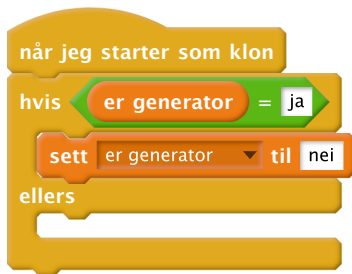 når jeg starter som klon
hvis er generator = ja
sett er generator til nei
ellers